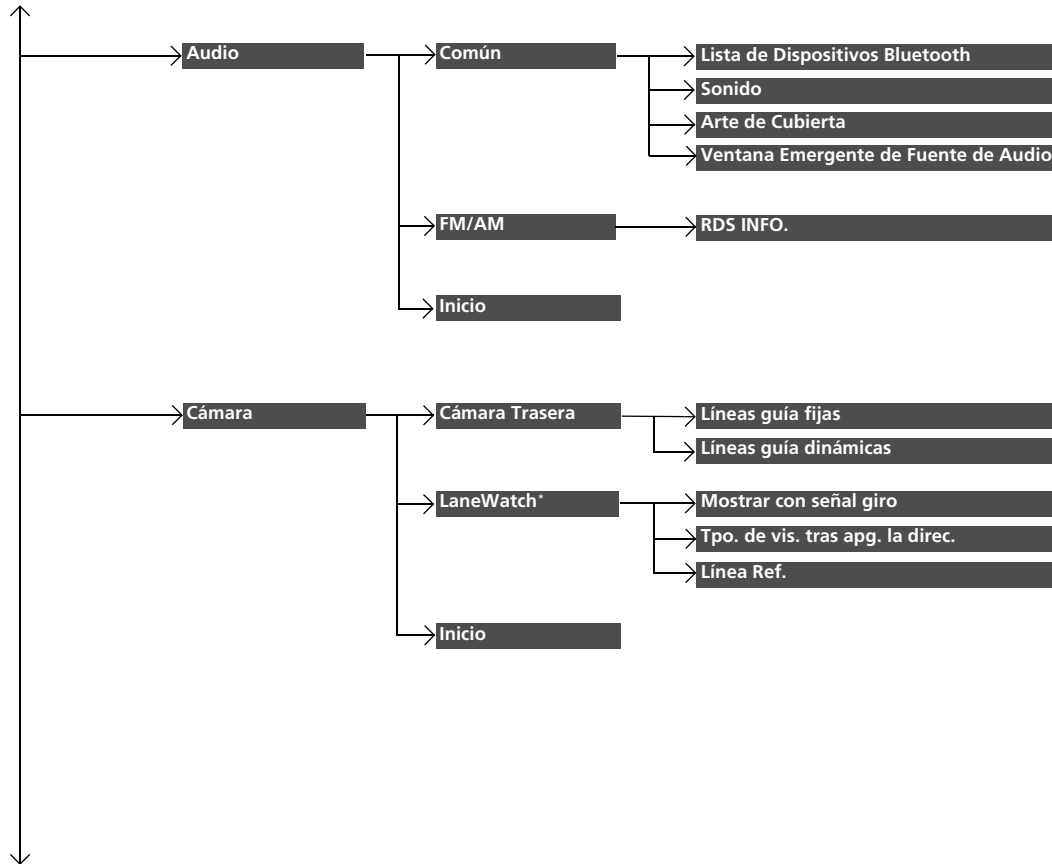 Audio
Común
Lista de Dispositivos Bluetooth
Sonido
Arte de Cubierta
Ventana Emergente de Fuente de Audio
FM/AM
RDS INFO.
Inicio
Cámara
Cámara Trasera
Líneas guía fijas
Líneas guía dinámicas
LaneWatch*
Mostrar con señal giro
Tpo. de vis. tras apg. la direc.
Línea Ref.
Inicio